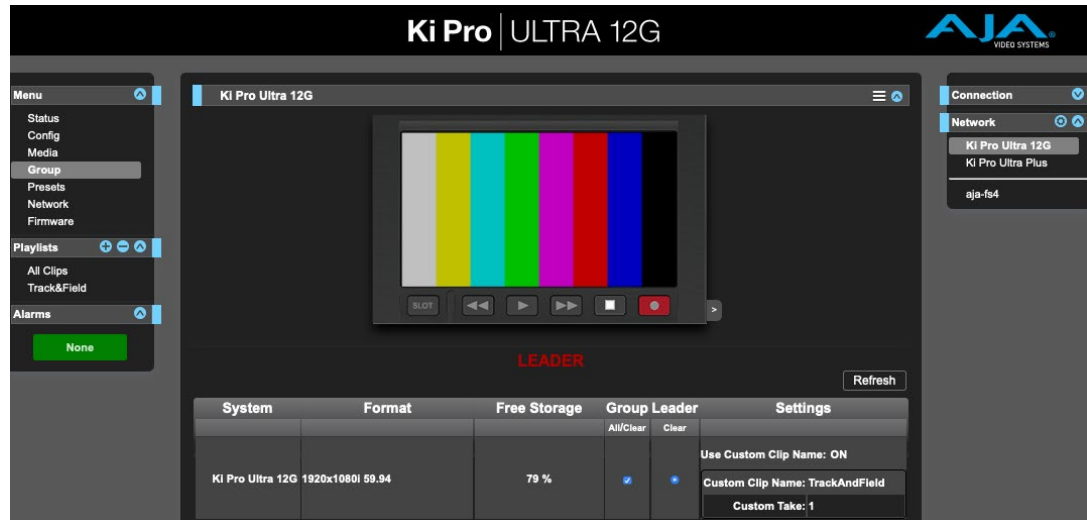 Ki Pro ULTRA 12G
AJA
VIDEO SYSTEMS
Menu
Status
Config
Media
Group
Presets
Network
Firmware
Playlists
All Clips
Track&Field
Alarms
None
Ki Pro Ultra 12G
SLOT
>
LEADER
Refresh
System Format Free Storage Group Leader Settings
All/Clear Clear
Ki Pro Ultra 12G 1920x1080i 59.94 79 %
Use Custom Clip Name: ON
Custom Clip Name: TrackAndField
Custom Take: 1
Connection
Network
Ki Pro Ultra 12G
Ki Pro Ultra Plus
aja-fs4